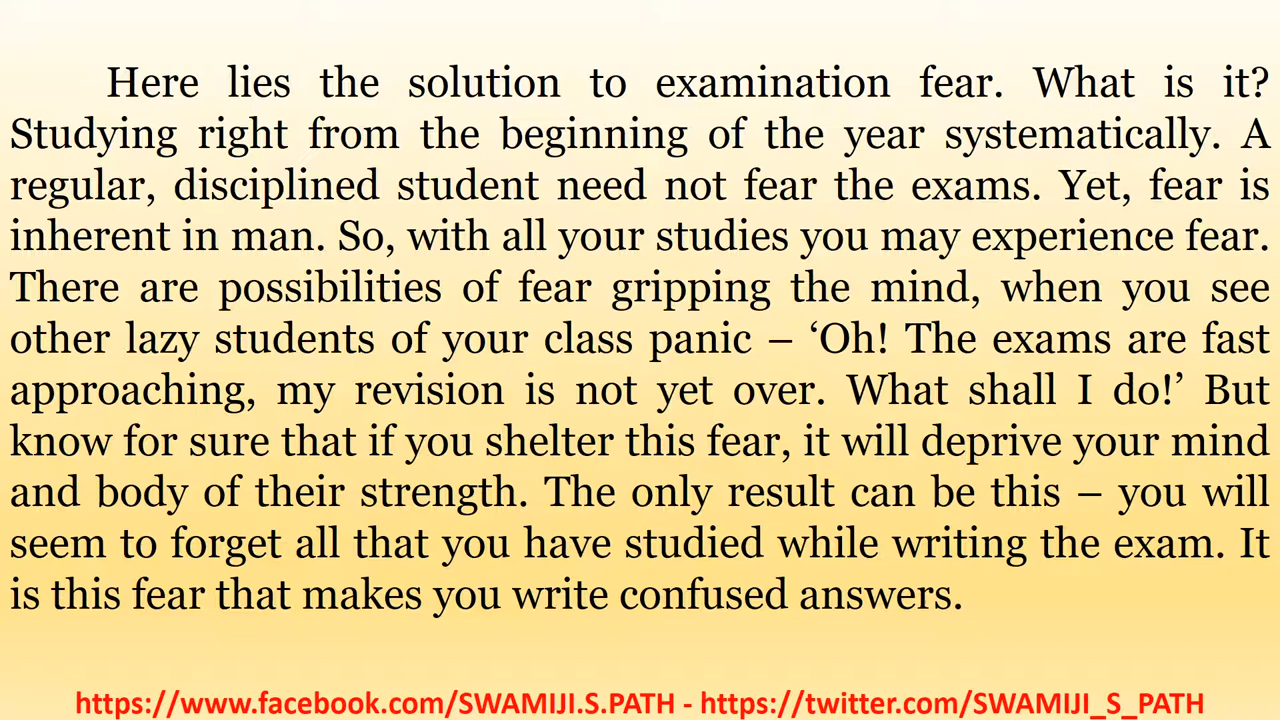 Here lies the solution to examination fear. What is it?
Studying right from the beginning of the year systematically. A
regular, disciplined student need not fear the exams. Yet, fear is
inherent in man. So, with all your studies you may experience fear.
There are possibilities of fear gripping the mind, when you see
other lazy students of your class panic – ‘Oh! The exams are fast
approaching, my revision is not yet over. What shall I do!’ But
know for sure that if you shelter this fear, it will deprive your mind
and body of their strength. The only result can be this – you will
seem to forget all that you have studied while writing the exam. It
is this fear that makes you write confused answers.
https://www.facebook.com/SWAMIJI.S.PATH - https://twitter.com/SWAMIJI_S_PATH